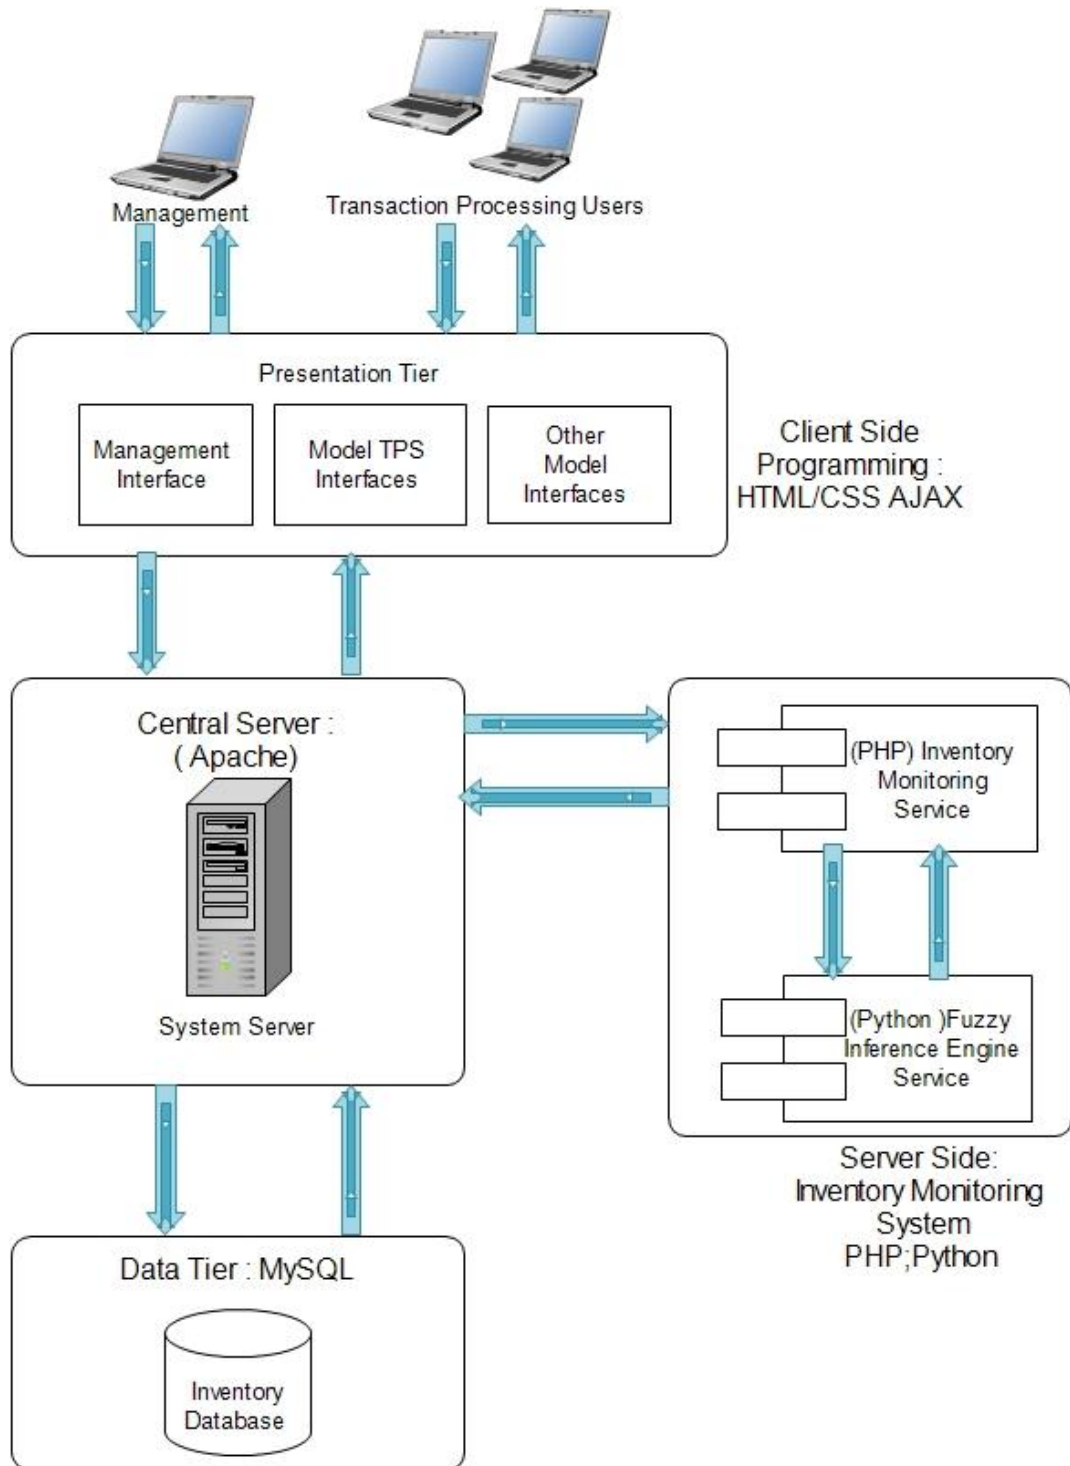 Management
Transaction Processing Users
Presentation Tier
Management
Interface
Model TPS
Interfaces
Other
Model
Interfaces
Client Side
Programming :
HTML/CSS AJAX
Central Server :
( Apache)
System Server
(PHP) Inventory
Monitoring
Service
(Python )Fuzzy
Inference Engine
Service
Server Side:
Inventory Monitoring
System
PHP;Python
Data Tier : MySQL
Inventory
Database